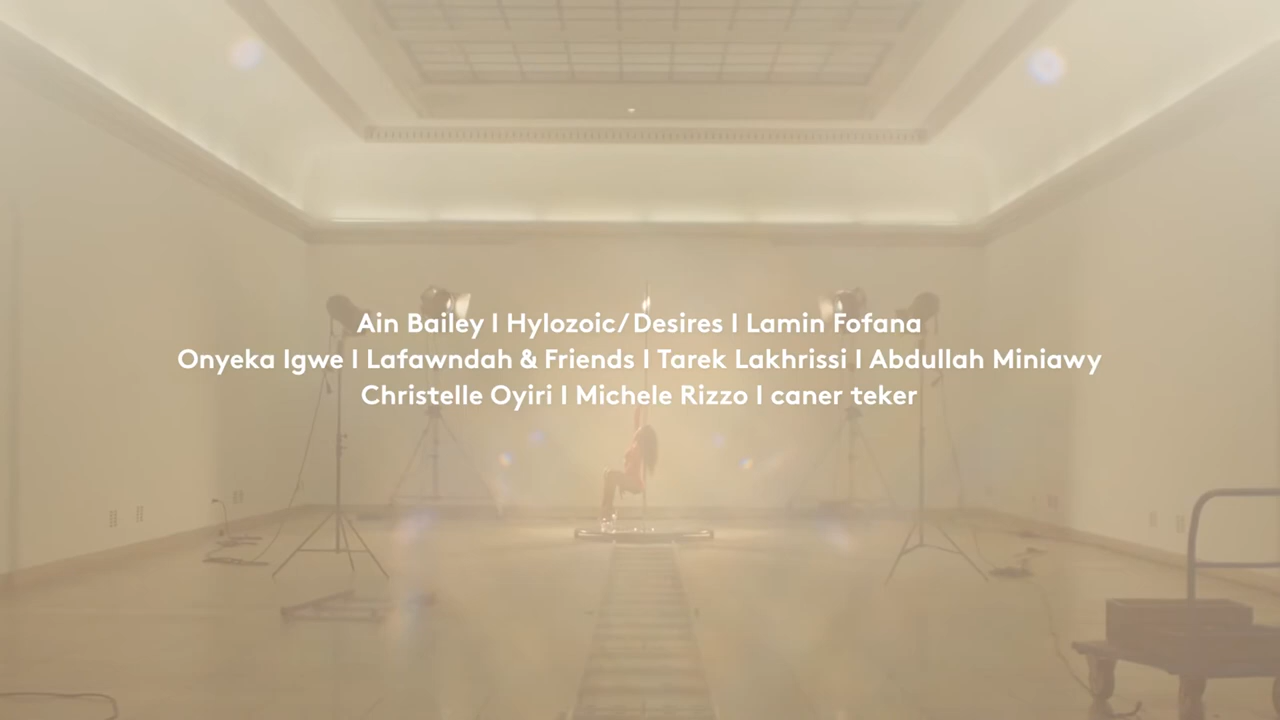 Ain Bailey | Hylozoic/Desires | Lamin Fofana
Onyeka Igwe | Lafawndah & Friends | Tarek Lakhrissi | Abdullah Miniawy
Christelle Oyiri | Michele Rizzo | caner teker